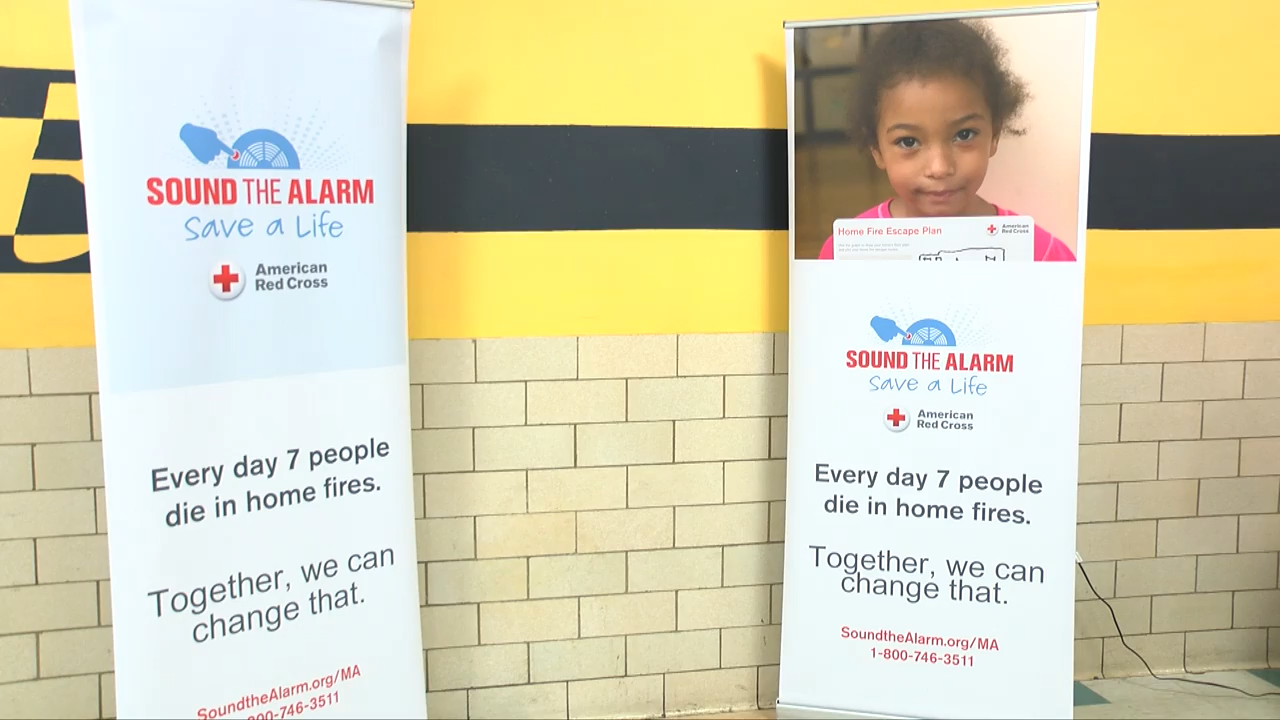 SOUND THE ALARM
Save a Life
American
Red Cross
Every day 7 people
die in home fires.
Together, we can
change that.
SoundtheAlarm.org/MA
800-746-3511
Home Fire Escape Plan
American
Red Cross
SOUND THE ALARM
Save a Life
American
Red Cross
Every day 7 people
die in home fires.
Together, we can
change that.
SoundtheAlarm.org/MA
1-800-746-3511